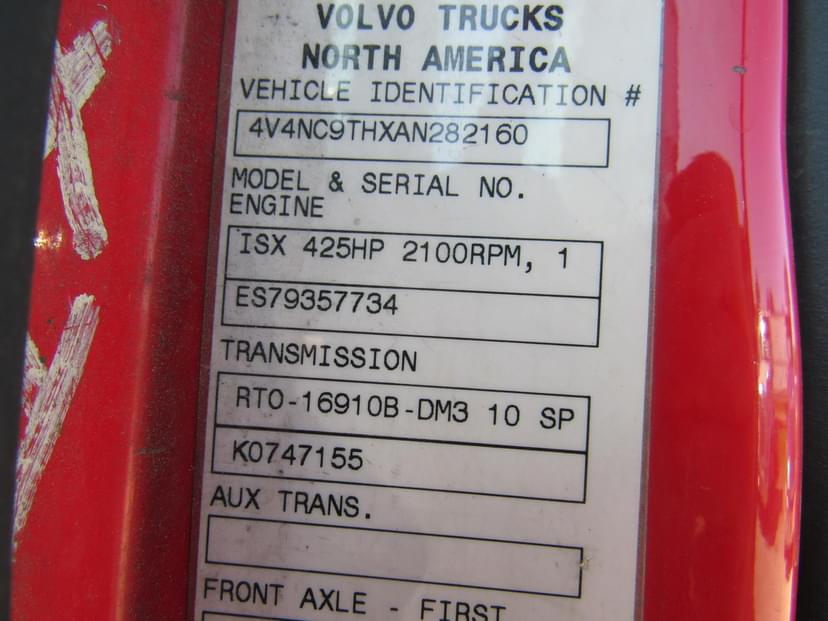 VOLVO TRUCKS
NORTH AMERICA
VEHICLE IDENTIFICATION #
4V4NC9THXAN282160
MODEL & SERIAL NO.
ENGINE
ISX 425HP 2100RPM, 1
ES79357734
TRANSMISSION
RTO-16910B-DM3 10 SP
K0747155
AUX TRANS.
FRONT AXLE - FIRST